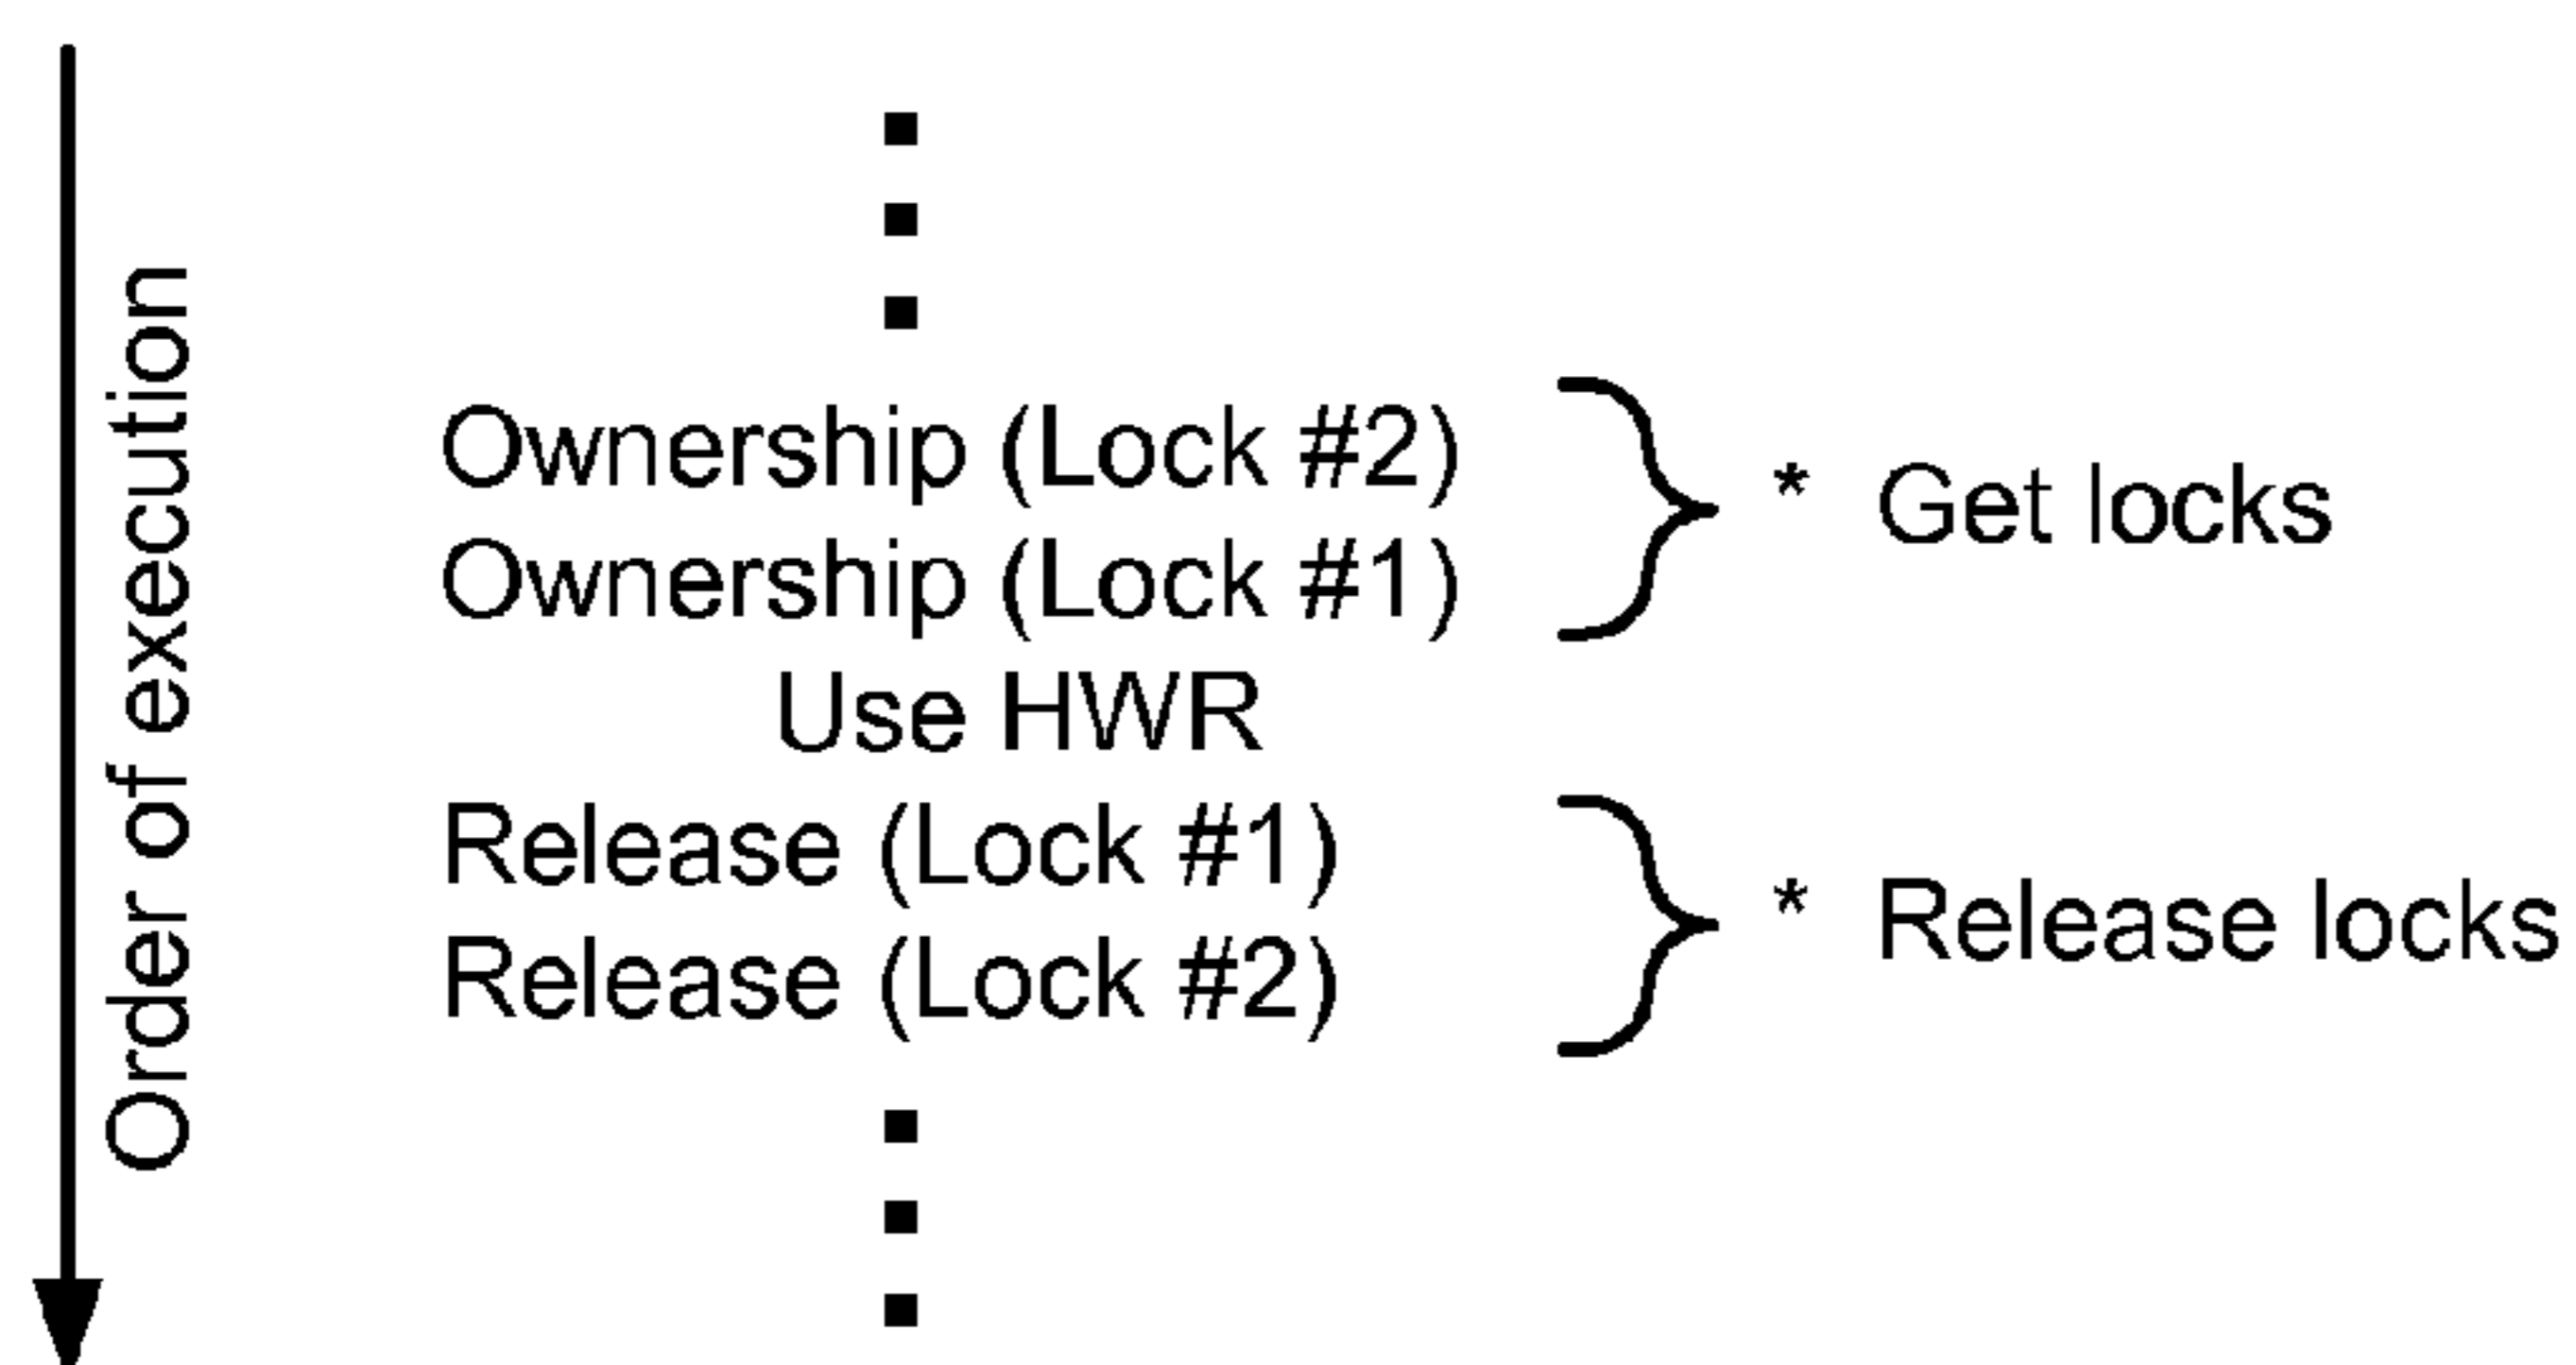 Order of execution
Ownership (Lock #2)
Ownership (Lock #1)
* Get locks
Use HWR
Release (Lock #1)
Release (Lock #2)
* Release locks